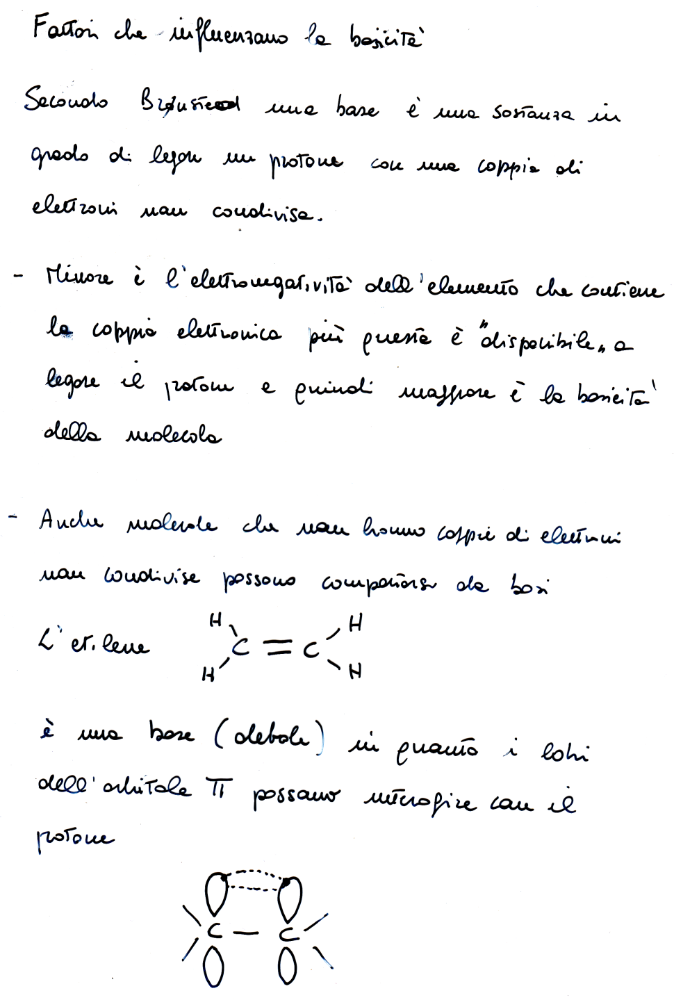 Fattori che influenzano la basicità
Secondo Brønsted una base è una sostanza in
grado di legare un protone con una coppia di
elettroni non condivisa.
- Minore è l'elettronegatività dell'elemento che contiene
la coppia elettronica più questa è "disponibile" a
legare il protone e quindi maggiore è la basicità
della molecola
- Anche molecole che non hanno coppie di elettroni
non condivise possono comportarsi da basi
L'etilene H C = C H H H
è una base (debole) in quanto i lobi
dell'orbitale π possono interagire con il
protone
C - C